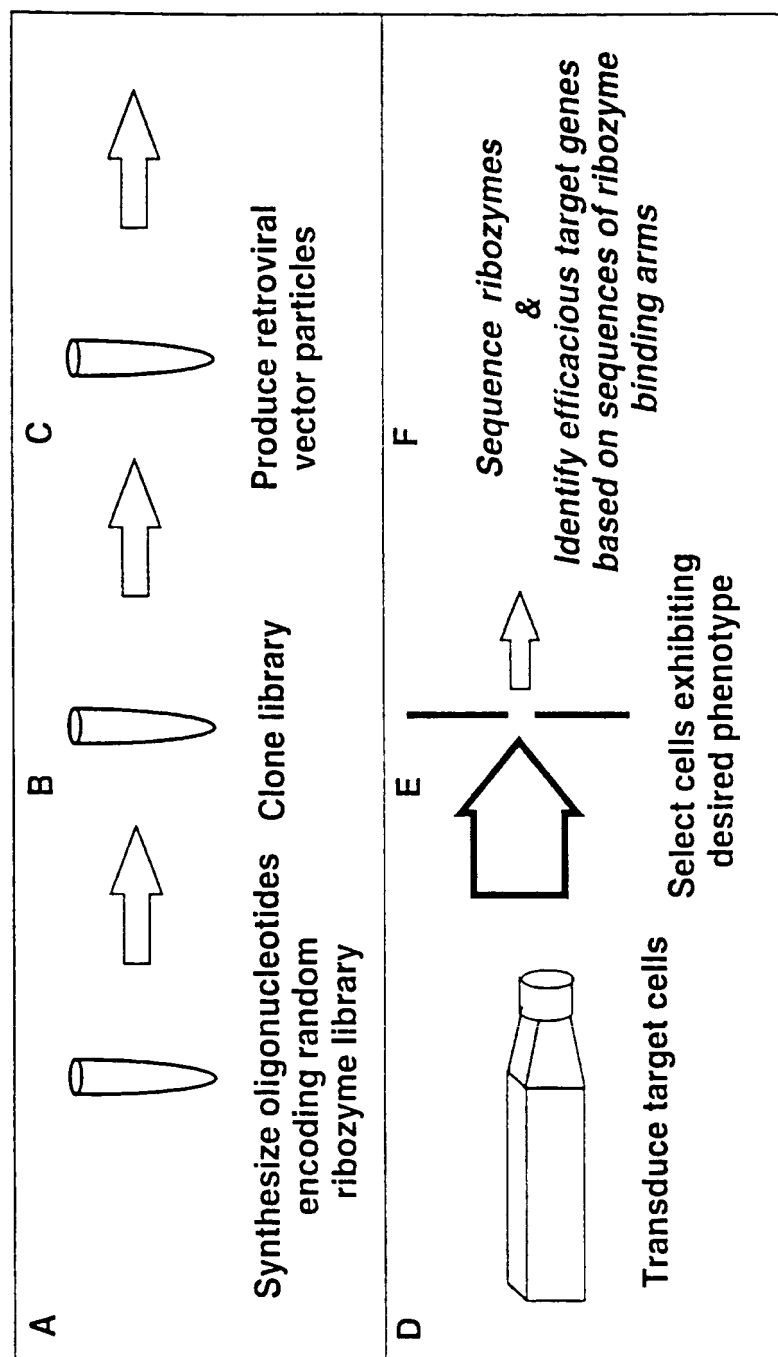 A
Synthesize oligonucleotides
encoding random
ribozyme library
B
Clone library
C
Produce retroviral
vector particles
D
Transduce target cells
E
Select cells exhibiting
desired phenotype
F
Sequence ribozymes
&
Identify efficacious target genes
based on sequences of ribozyme
binding arms